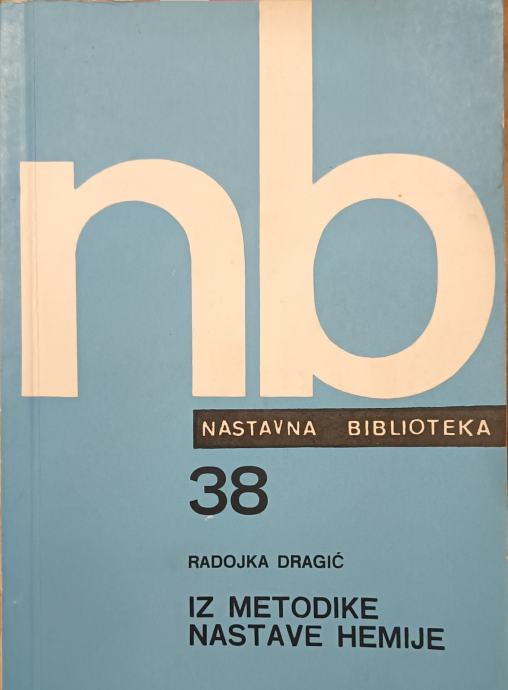 nb
NASTAVNA BIBLIOTEKA
38
RADOJKA DRAGIĆ
IZ METODIKE
NASTAVE HEMIJE